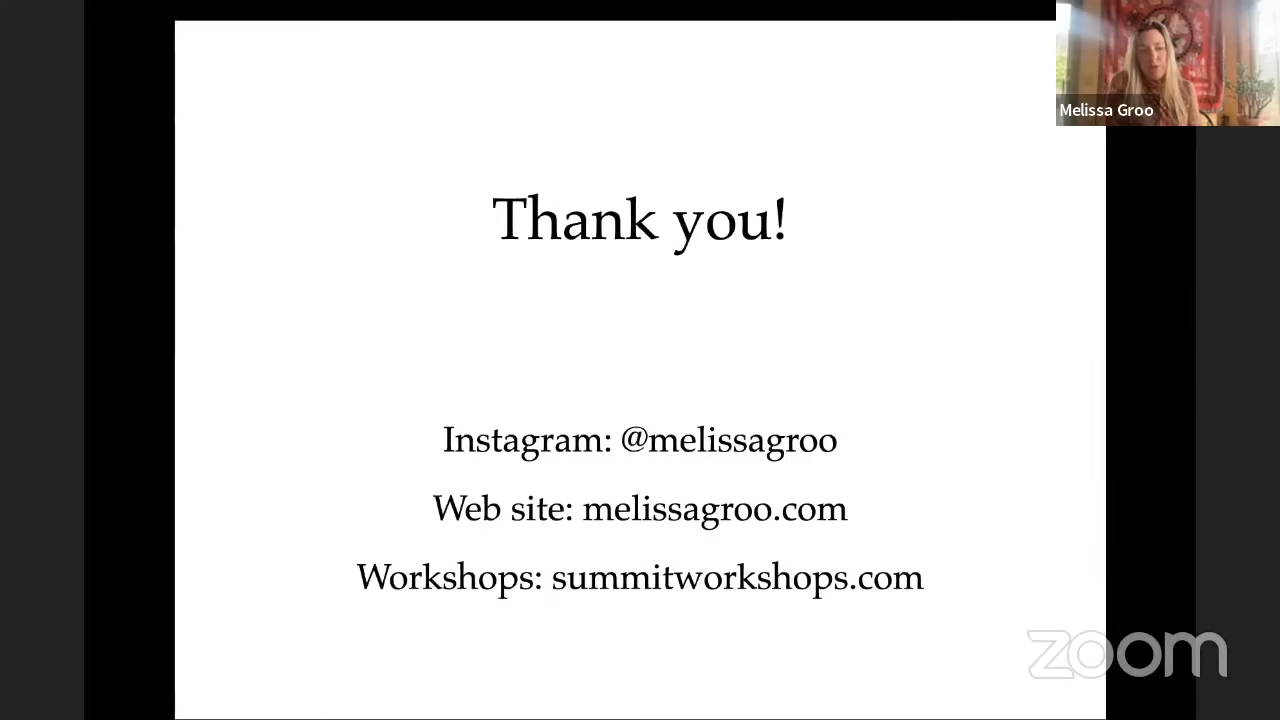 Melissa Groo
Thank you!
Instagram: @melissagroo
Web site: melissagroo.com
Workshops: summitworkshops.com
zoom